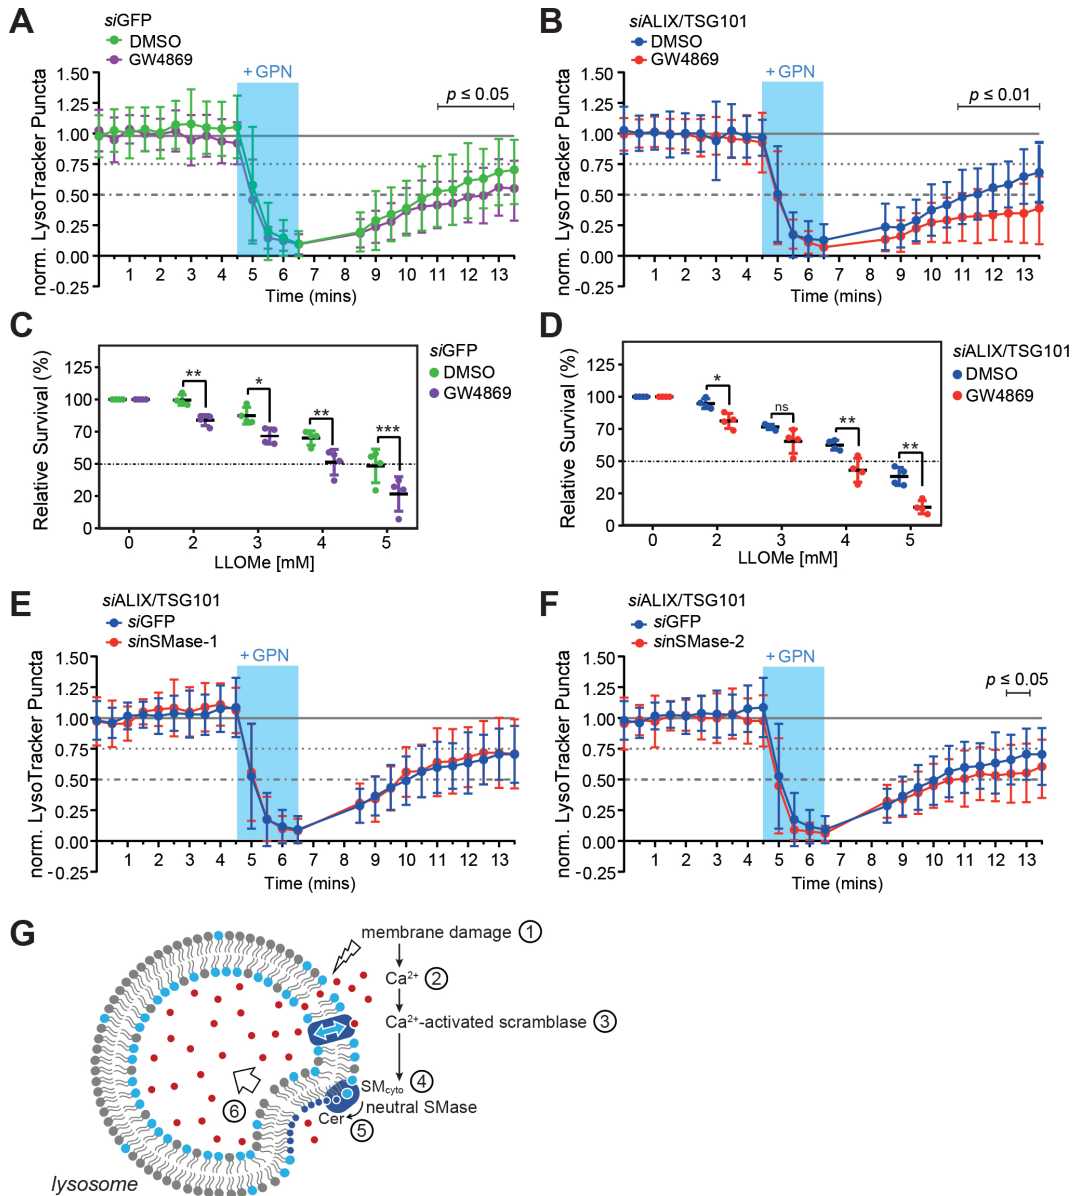 A
siGFP
DMSO
GW4869
+ GPN
p ≤ 0.05
norm. LysoTracker Puncta
1.50
1.25
1.00
0.75
0.50
0.25
0.00
-0.25
1 2 3 4 5 6 7 8 9 10 11 12 13
Time (mins)
B
siALIX/TSG101
DMSO
GW4869
+ GPN
p ≤ 0.01
norm. LysoTracker Puncta
1.50
1.25
1.00
0.75
0.50
0.25
0.00
-0.25
1 2 3 4 5 6 7 8 9 10 11 12 13
Time (mins)
C
siGFP
DMSO
GW4869
Relative Survival (%)
125
100
70
50
20
0
** * ** ***
0 2 3 4 5
LLOMe [mM]
D
siALIX/TSG101
DMSO
GW4869
Relative Survival (%)
125
100
70
50
20
0
* ns ** **
0 2 3 4 5
LLOMe [mM]
E
siALIX/TSG101
siGFP
sinSMase-1
+ GPN
norm. LysoTracker Puncta
1.50
1.25
1.00
0.75
0.50
0.25
0.00
-0.25
1 2 3 4 5 6 7 8 9 10 11 12 13
Time (mins)
F
siALIX/TSG101
siGFP
sinSMase-2
+ GPN
p ≤ 0.05
norm. LysoTracker Puncta
1.50
1.25
1.00
0.75
0.50
0.25
0.00
-0.25
1 2 3 4 5 6 7 8 9 10 11 12 13
Time (mins)
G
membrane damage 1
Ca2+ 2
Ca2+-activated scramblase 3
SMcyto 4
neutral SMase
Cer 5
6
lysosome